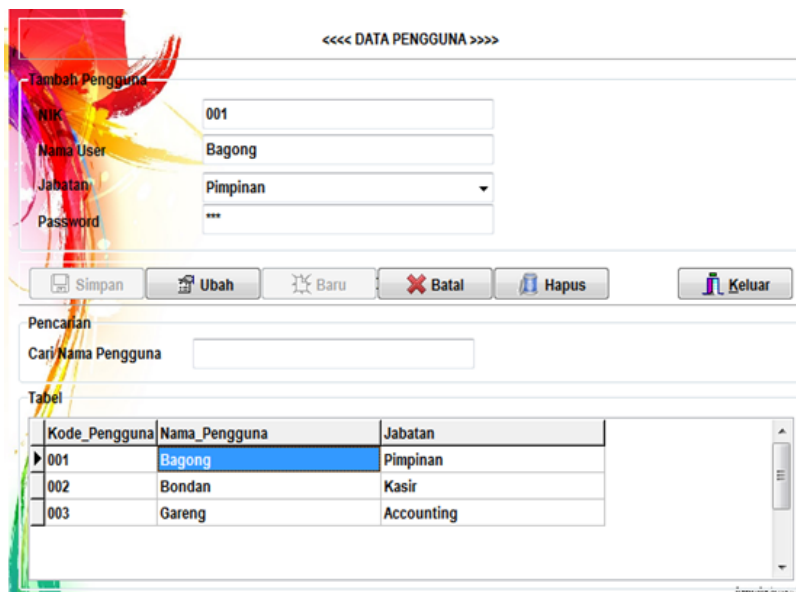 <<<< DATA PENGGUNA >>>>
Tambah Pengguna
NIK 001
Nama User Bagong
Jabatan Pimpinan
Password ***
Simpan Ubah Baru Batal Hapus Keluar
Pencarian
Cari Nama Pengguna
Tabel
Kode_Pengguna Nama_Pengguna Jabatan
001 Bagong Pimpinan
002 Bondan Kasir
003 Gareng Accounting